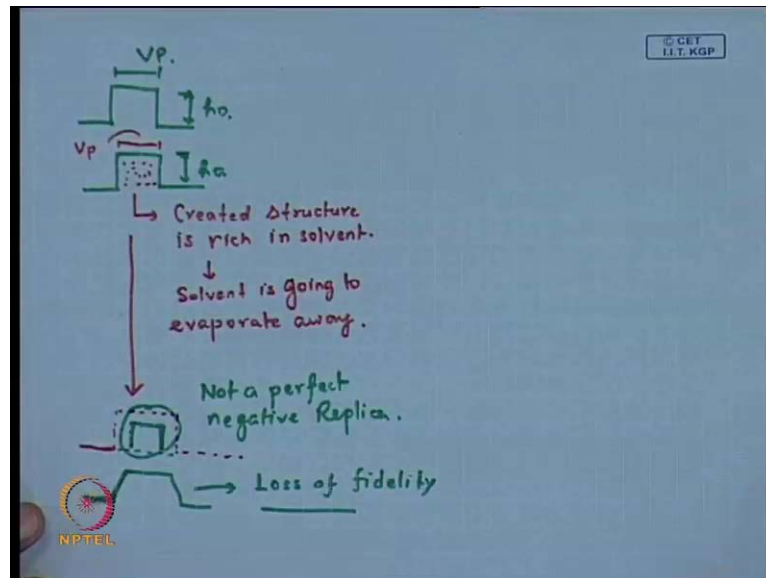 © CET
I.I.T. KGP
VP.
ho.
Vp
ha
Created structure
is rich in solvent.
Solvent is going to
evaporate away.
Not a perfect
negative Replica.
Loss of fidelity
NPTEL